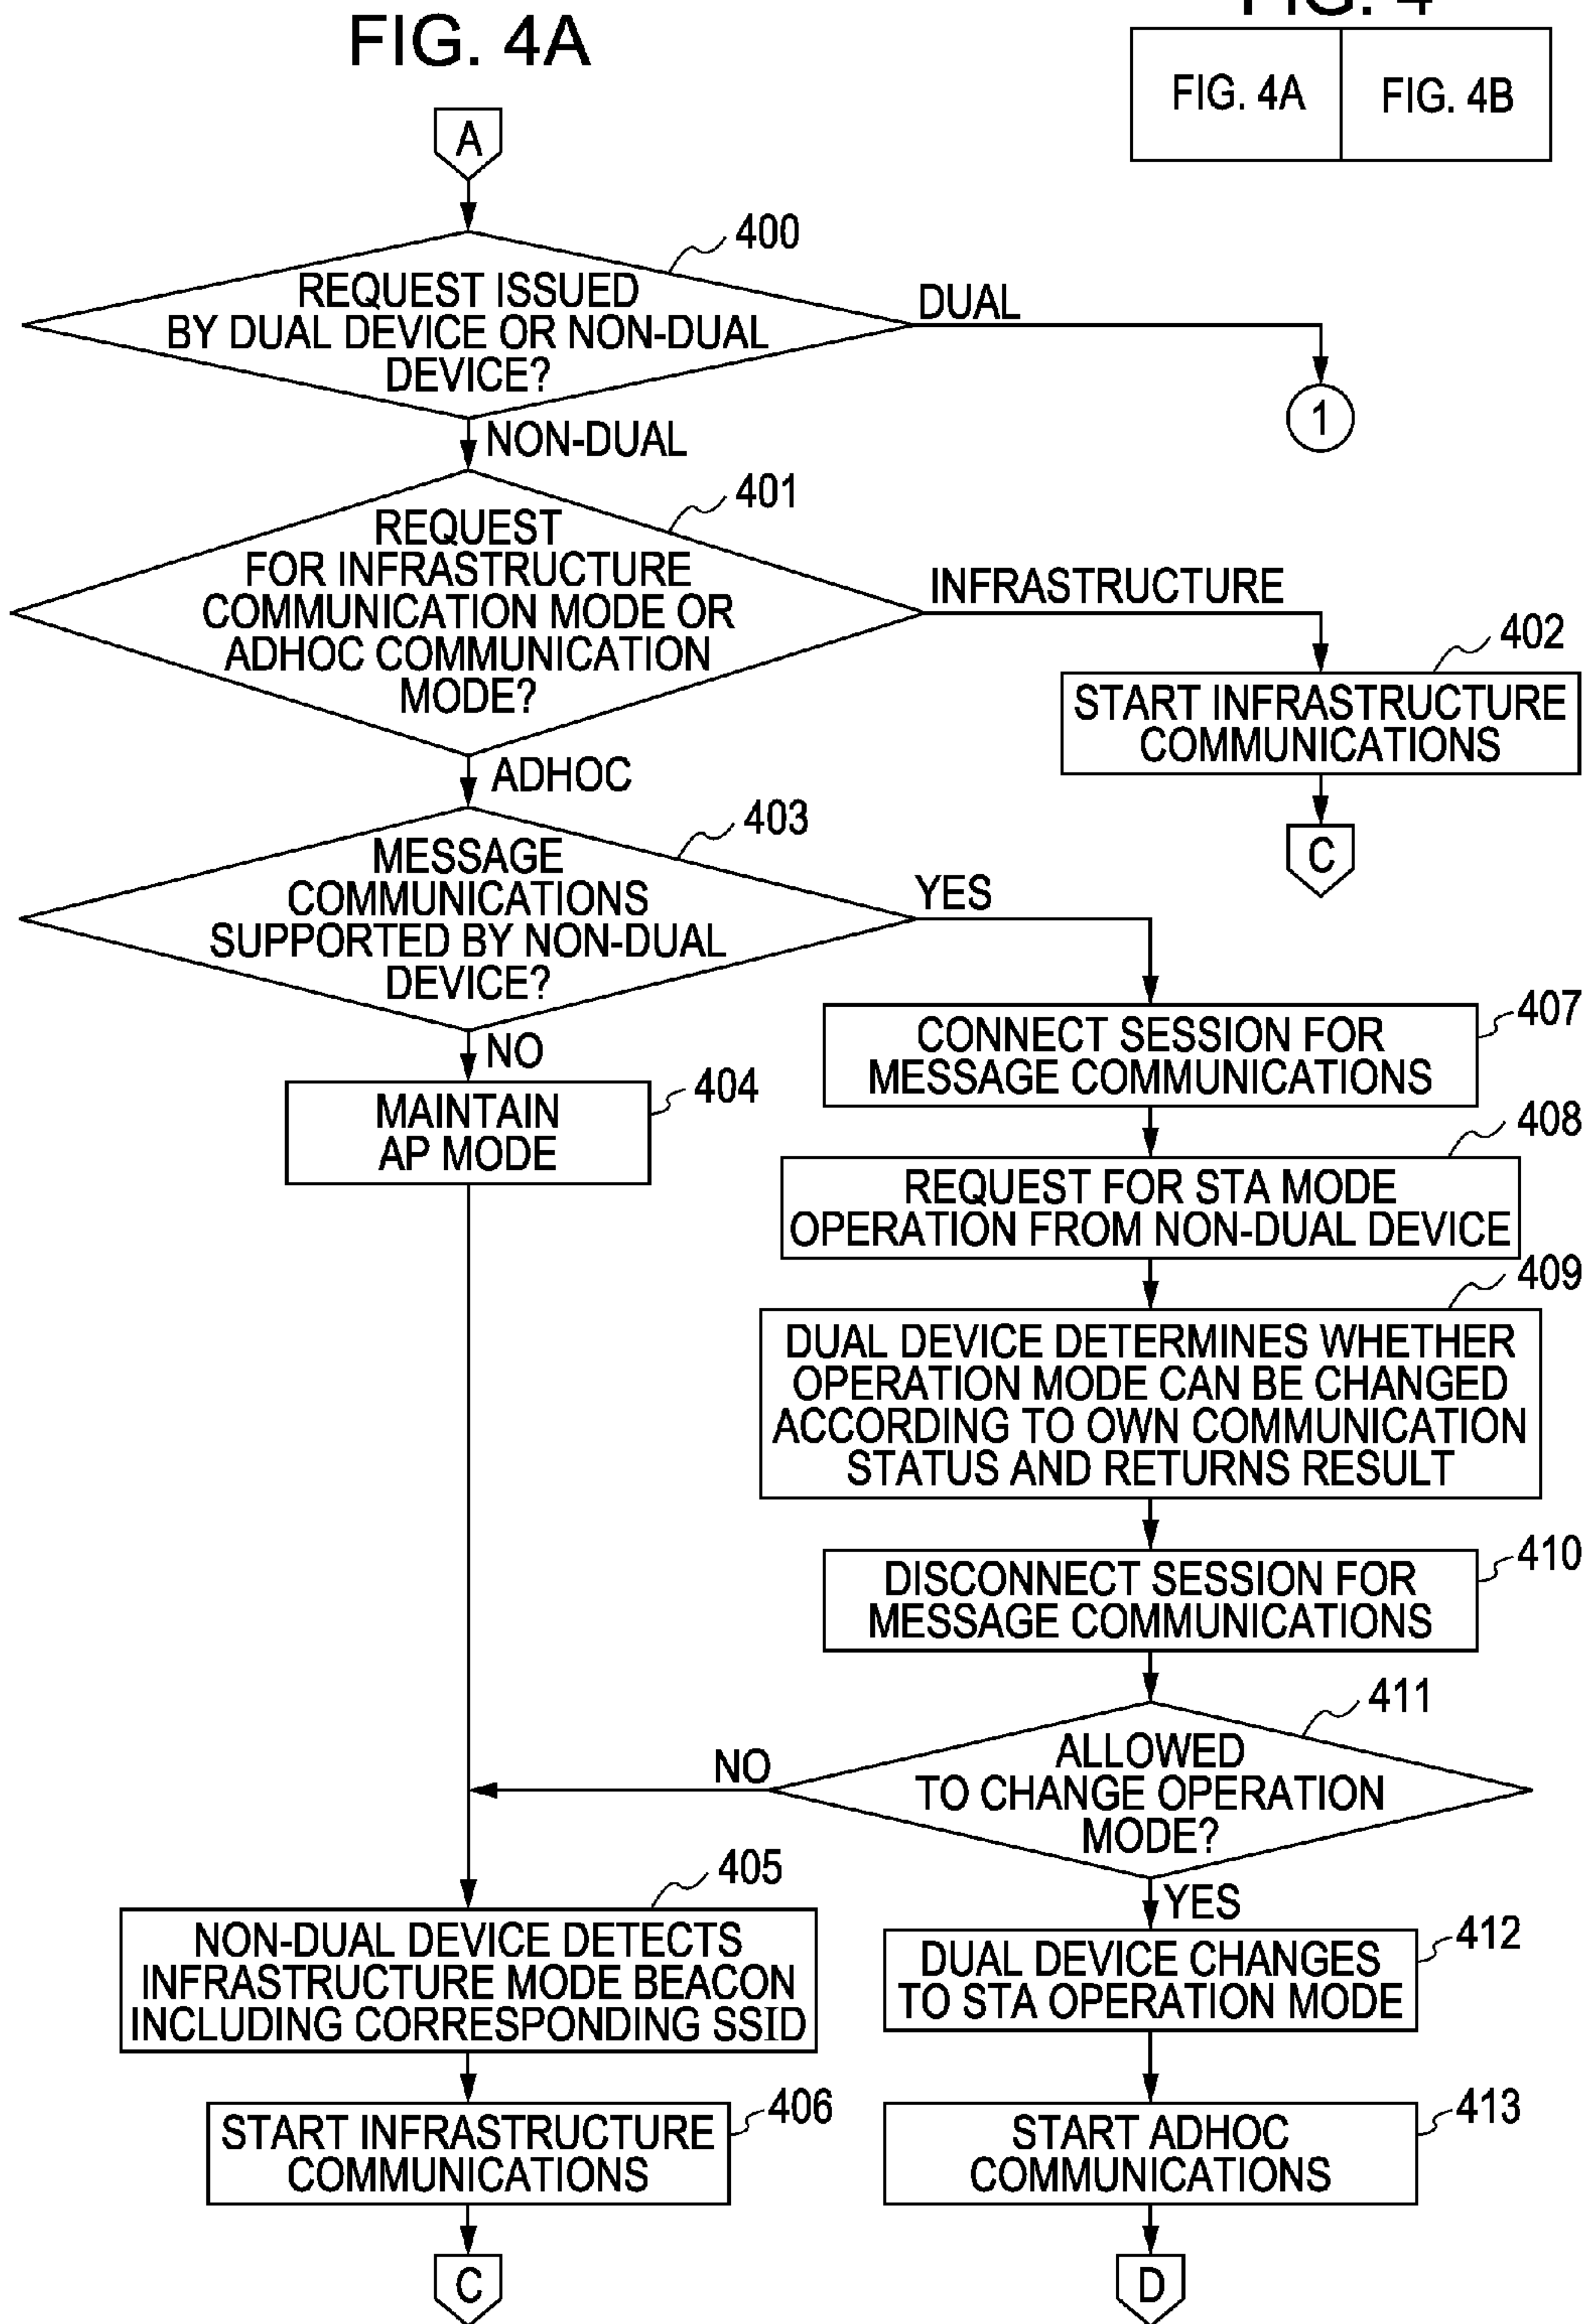 FIG. 4A
FIG. 4
FIG. 4A
FIG. 4B
A
400
REQUEST ISSUED
BY DUAL DEVICE OR NON-DUAL
DEVICE?
DUAL
1
NON-DUAL
401
REQUEST
FOR INFRASTRUCTURE
COMMUNICATION MODE OR
ADHOC COMMUNICATION
MODE?
INFRASTRUCTURE
402
START INFRASTRUCTURE
COMMUNICATIONS
C
ADHOC
403
MESSAGE
COMMUNICATIONS
SUPPORTED BY NON-DUAL
DEVICE?
YES
NO
404
MAINTAIN
AP MODE
407
CONNECT SESSION FOR
MESSAGE COMMUNICATIONS
408
REQUEST FOR STA MODE
OPERATION FROM NON-DUAL DEVICE
409
DUAL DEVICE DETERMINES WHETHER
OPERATION MODE CAN BE CHANGED
ACCORDING TO OWN COMMUNICATION
STATUS AND RETURNS RESULT
410
DISCONNECT SESSION FOR
MESSAGE COMMUNICATIONS
411
ALLOWED
TO CHANGE OPERATION
MODE?
NO
YES
405
NON-DUAL DEVICE DETECTS
INFRASTRUCTURE MODE BEACON
INCLUDING CORRESPONDING SSID
412
DUAL DEVICE CHANGES
TO STA OPERATION MODE
406
START INFRASTRUCTURE
COMMUNICATIONS
413
START ADHOC
COMMUNICATIONS
C
D